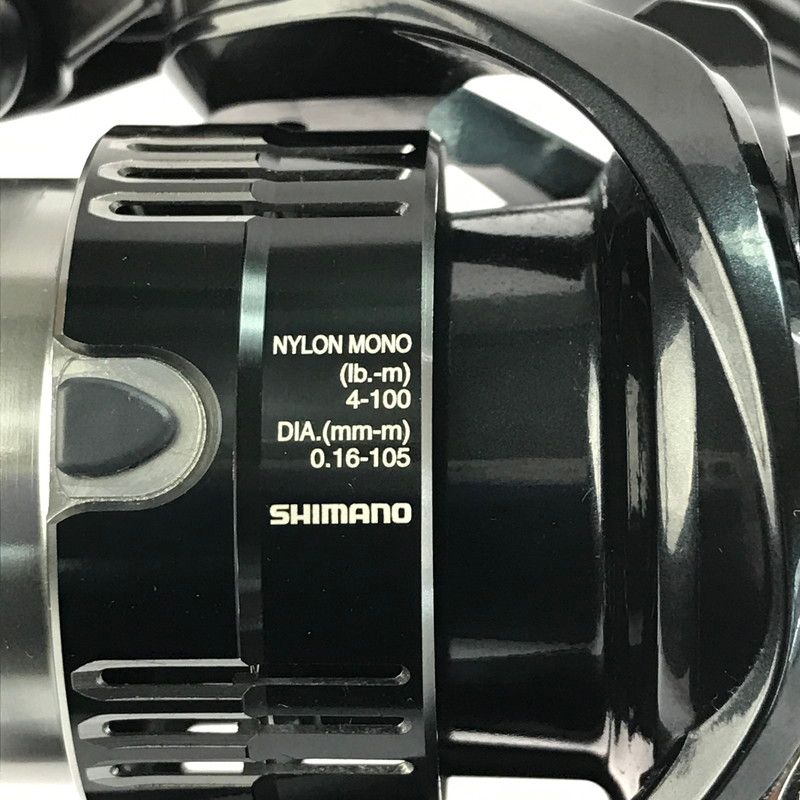 NYLON MONO
(lb.-m)
4-100
DIA.(mm-m)
0.16-105
SHIMANO